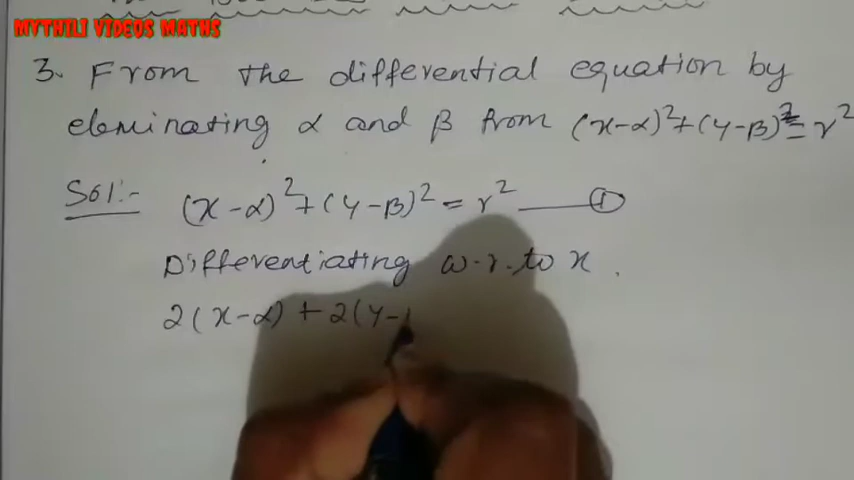 MYTHILI VIDEOS MATHS
3. From the differential equation by
eleminating α and β from (x-α)²+(y-β)²=r²
Sol:-
(x-α)²+(y-β)²=r² ——— ①
Differentiating w.r.to x.
2(x-α)+2(y-